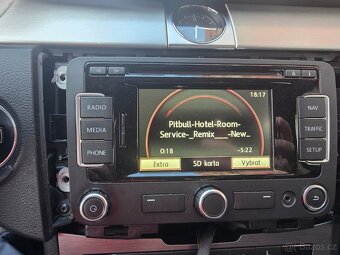 18:17
RADIO
MEDIA
PHONE
NAV
TRAFFIC
SETUP
Pitbull-Hotel-Room-
Service-_Remix___-New...
0:18
-5:22
Extra
SD karta
Vybrat